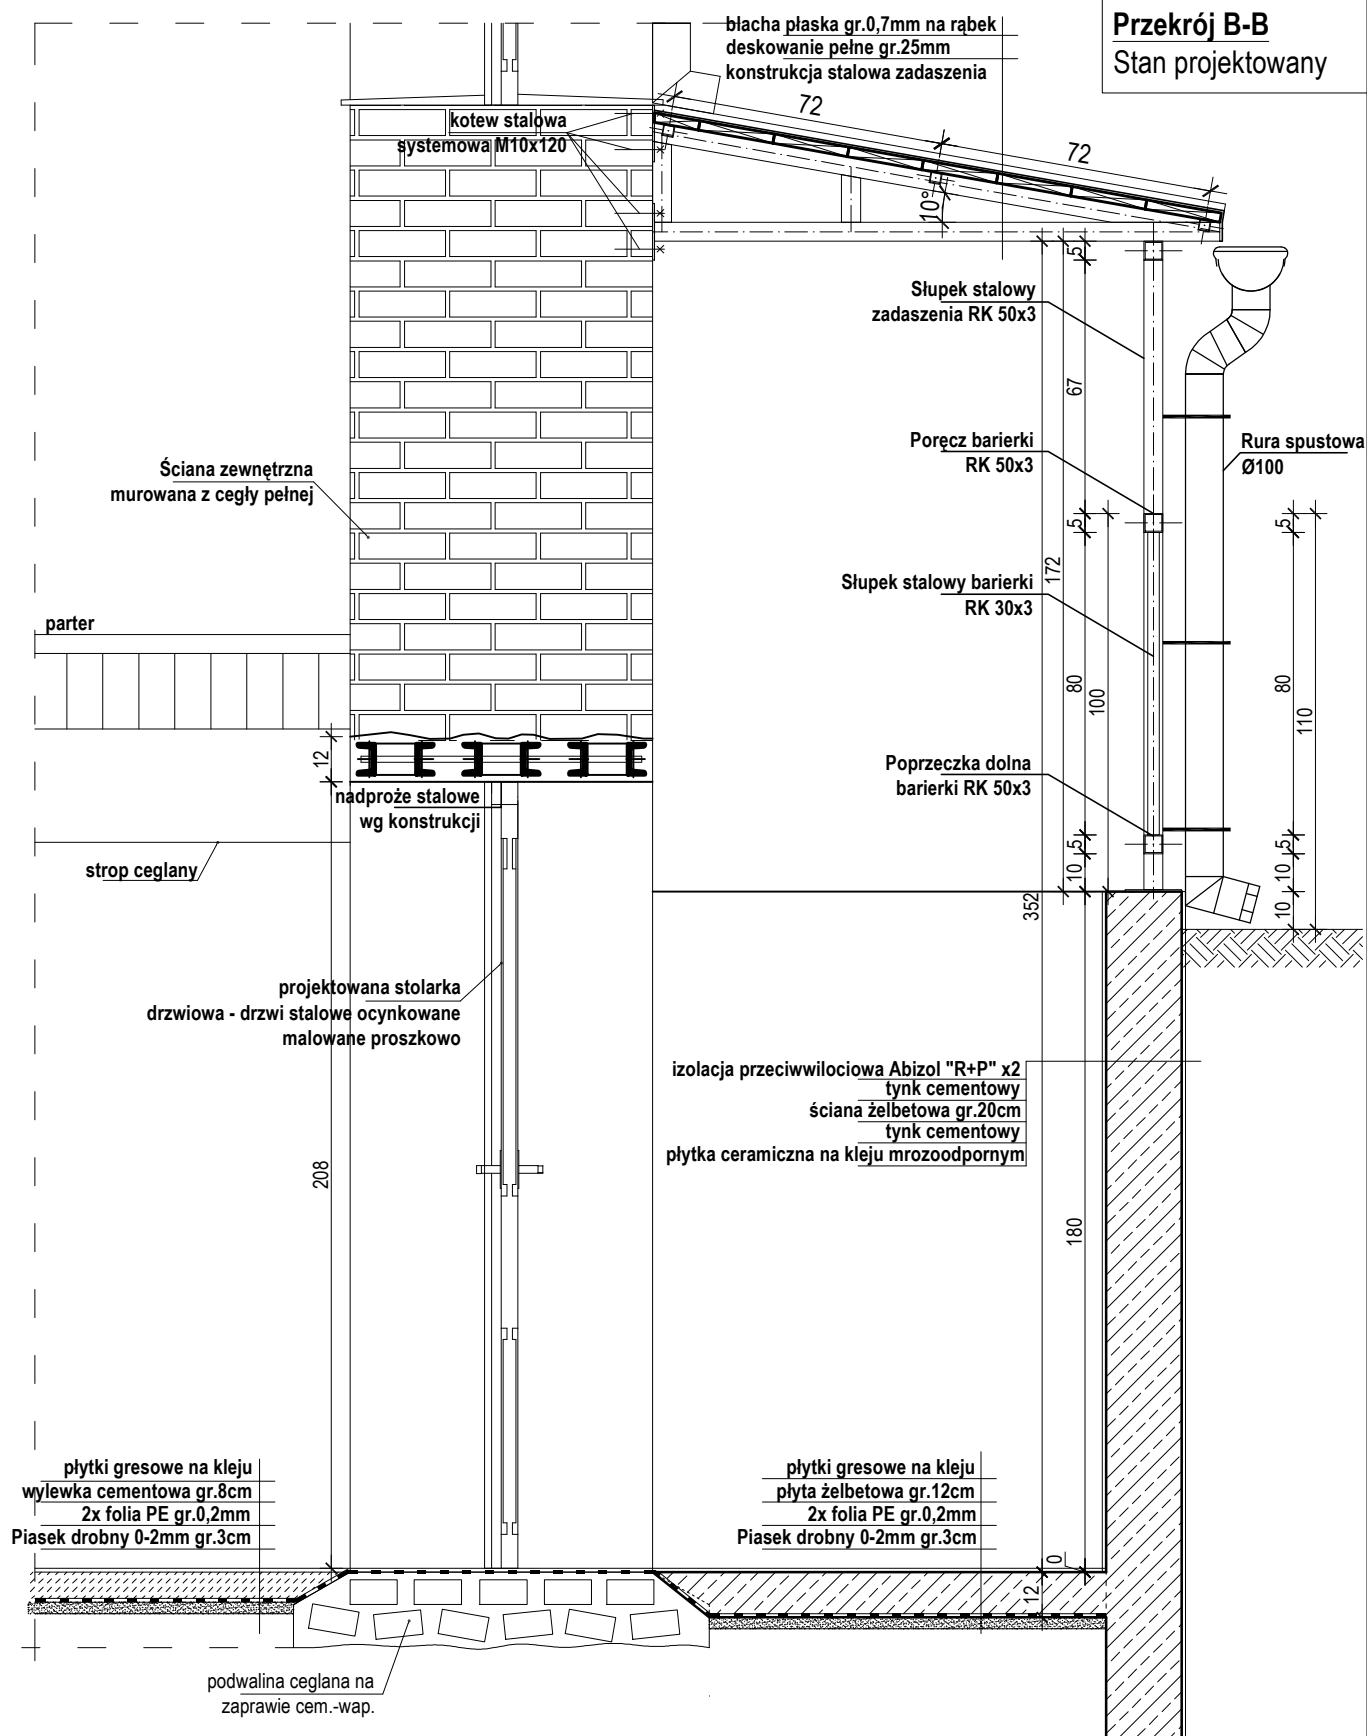 Przekrój B-B
Stan projektowany
blacha płaska gr.0,7mm na rąbek
deskowanie pełne gr.25mm
konstrukcja stalowa zadaszenia
72
72
10°
kotew stalowa
systemowa M10x120
Słupek stalowy
zadaszenia RK 50x3
5
67
Poręcz barierki
RK 50x3
Rura spustowa
Ø100
Ściana zewnętrzna
murowana z cegły pełnej
5
5
172
Słupek stalowy barierki
RK 30x3
parter
80
100
80
110
12
Poprzeczka dolna
barierki RK 50x3
nadproże stalowe
wg konstrukcji
5
5
10
10
10
strop ceglany
352
projektowana stolarka
drzwiowa - drzwi stalowe ocynkowane
malowane proszkowo
izolacja przeciwwilociowa Abizol "R+P" x2
tynk cementowy
ściana żelbetowa gr.20cm
tynk cementowy
płytka ceramiczna na kleju mrozoodpornym
208
180
płytki gresowe na kleju
wylewka cementowa gr.8cm
2x folia PE gr.0,2mm
Piasek drobny 0-2mm gr.3cm
płytki gresowe na kleju
płyta żelbetowa gr.12cm
2x folia PE gr.0,2mm
Piasek drobny 0-2mm gr.3cm
0
12
podwalina ceglana na
zaprawie cem.-wap.